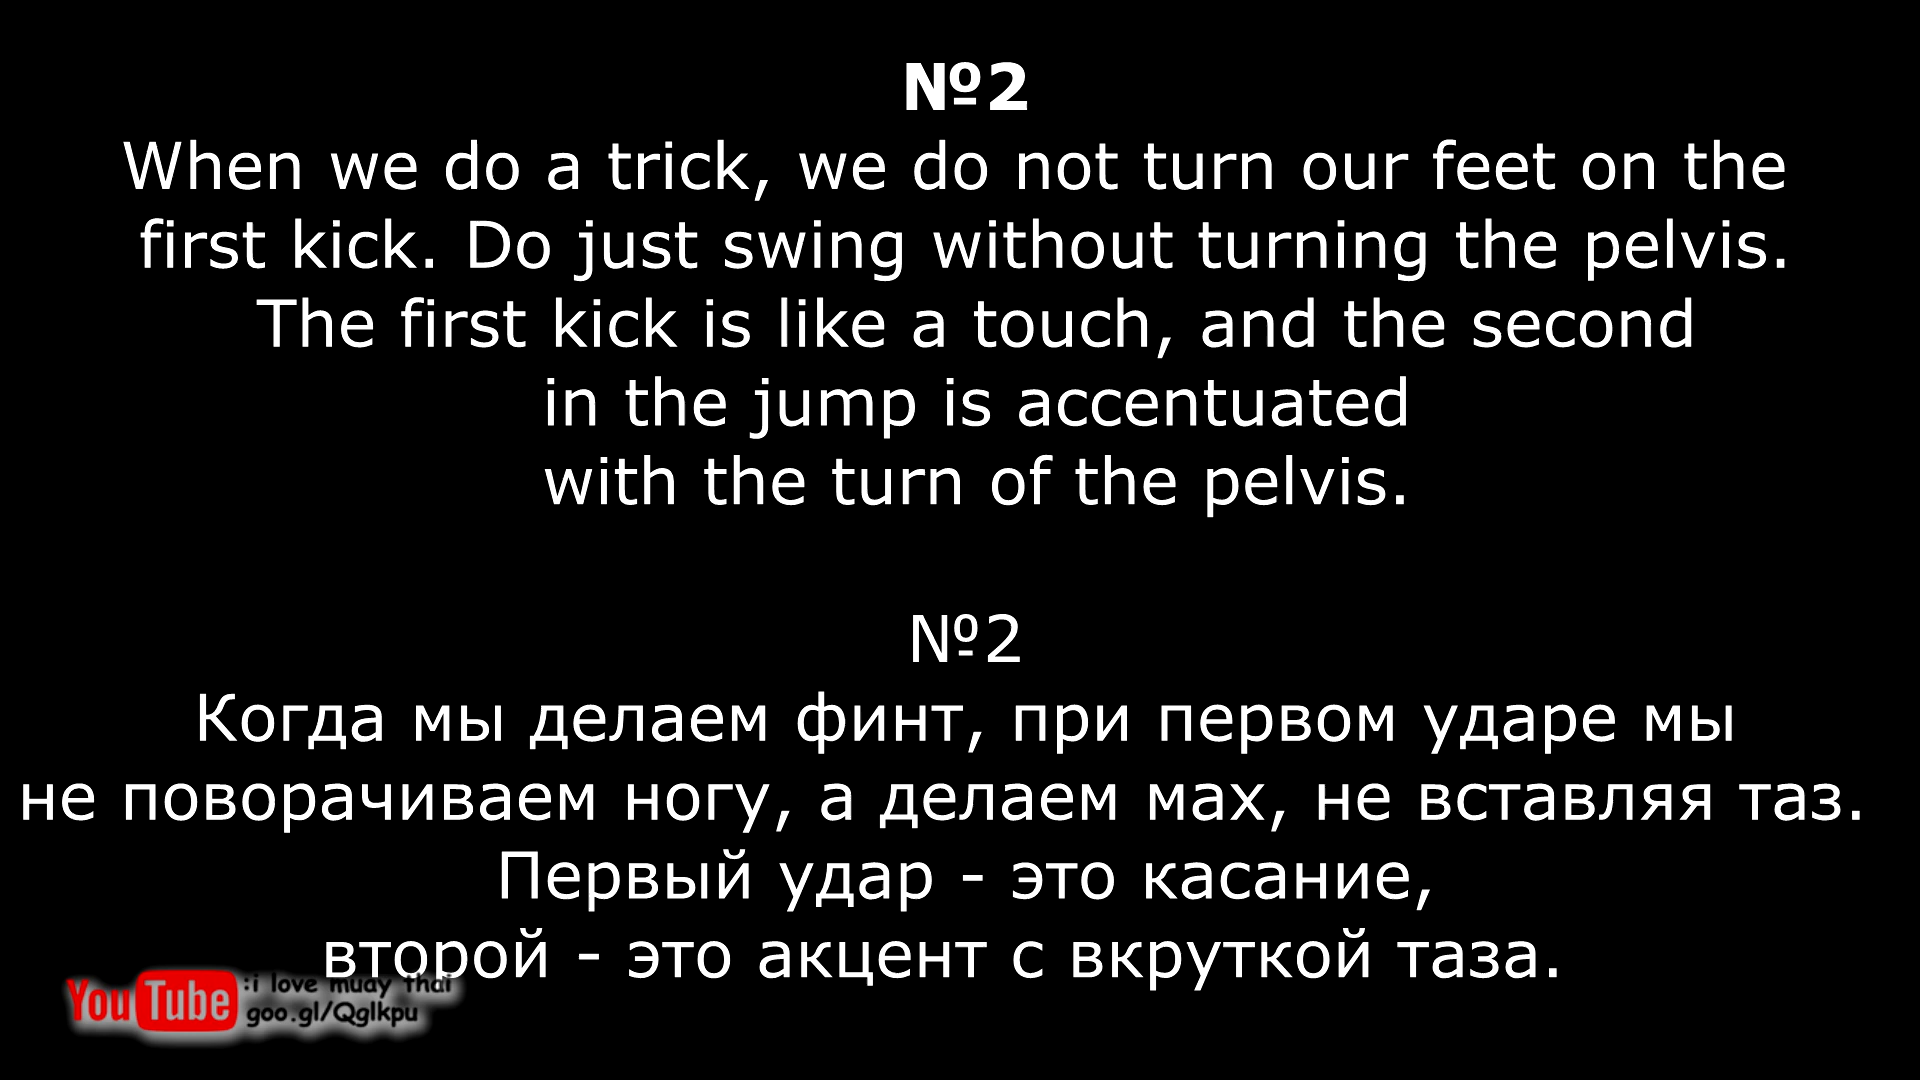 №2
When we do a trick, we do not turn our feet on the
first kick. Do just swing without turning the pelvis.
The first kick is like a touch, and the second
in the jump is accentuated
with the turn of the pelvis.
№2
Когда мы делаем финт, при первом ударе мы
не поворачиваем ногу, а делаем мах, не вставляя таз.
Первый удар - это касание,
второй - это акцент с вкруткой таза.
YouTube :i love muay thai
goo.gl/Qglkpu